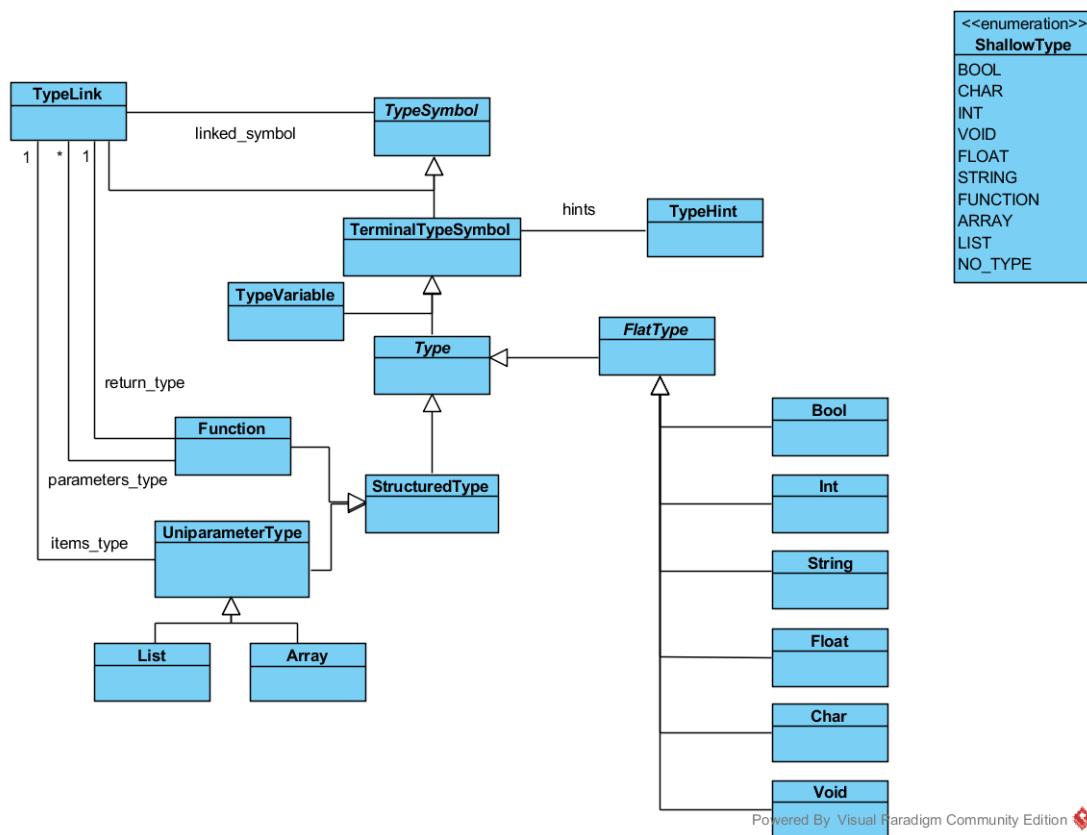 <<enumeration>>
ShallowType
BOOL
CHAR
INT
VOID
FLOAT
STRING
FUNCTION
ARRAY
LIST
NO_TYPE
TypeLink
TypeSymbol
linked_symbol
1
*
1
hints
TypeHint
TerminalTypeSymbol
TypeVariable
Type
FlatType
return_type
Function
parameters_type
StructuredType
UniparameterType
items_type
List
Array
Bool
Int
String
Float
Char
Void
Powered By Visual Paradigm Community Edition